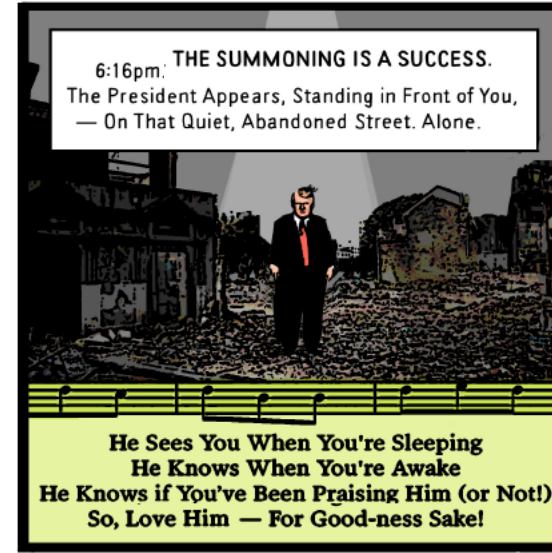 6:16pm. THE SUMMONING IS A SUCCESS.
The President Appears, Standing in Front of You,
— On That Quiet, Abandoned Street. Alone.
He Sees You When You're Sleeping
He Knows When You're Awake
He Knows if You've Been Praising Him (or Not!)
So, Love Him — For Good-ness Sake!